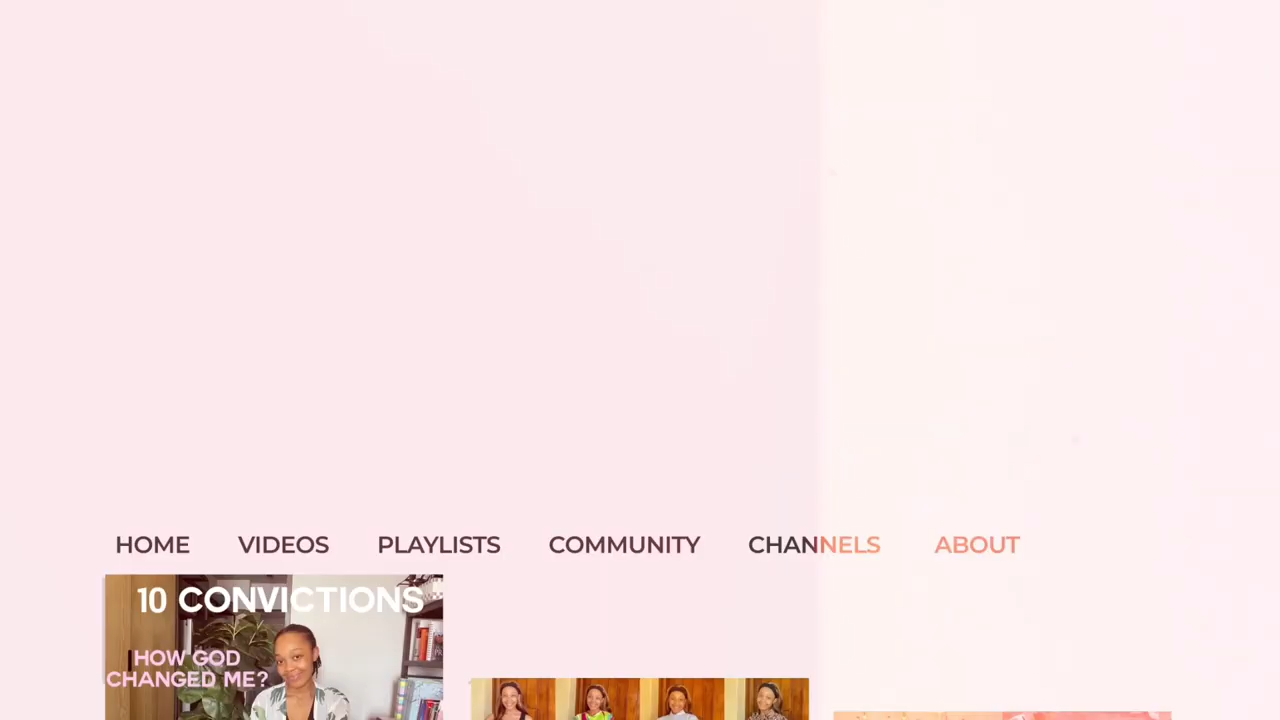 HOME VIDEOS PLAYLISTS COMMUNITY CHANNELS ABOUT
10 CONVICTIONS
HOW GOD
CHANGED ME?